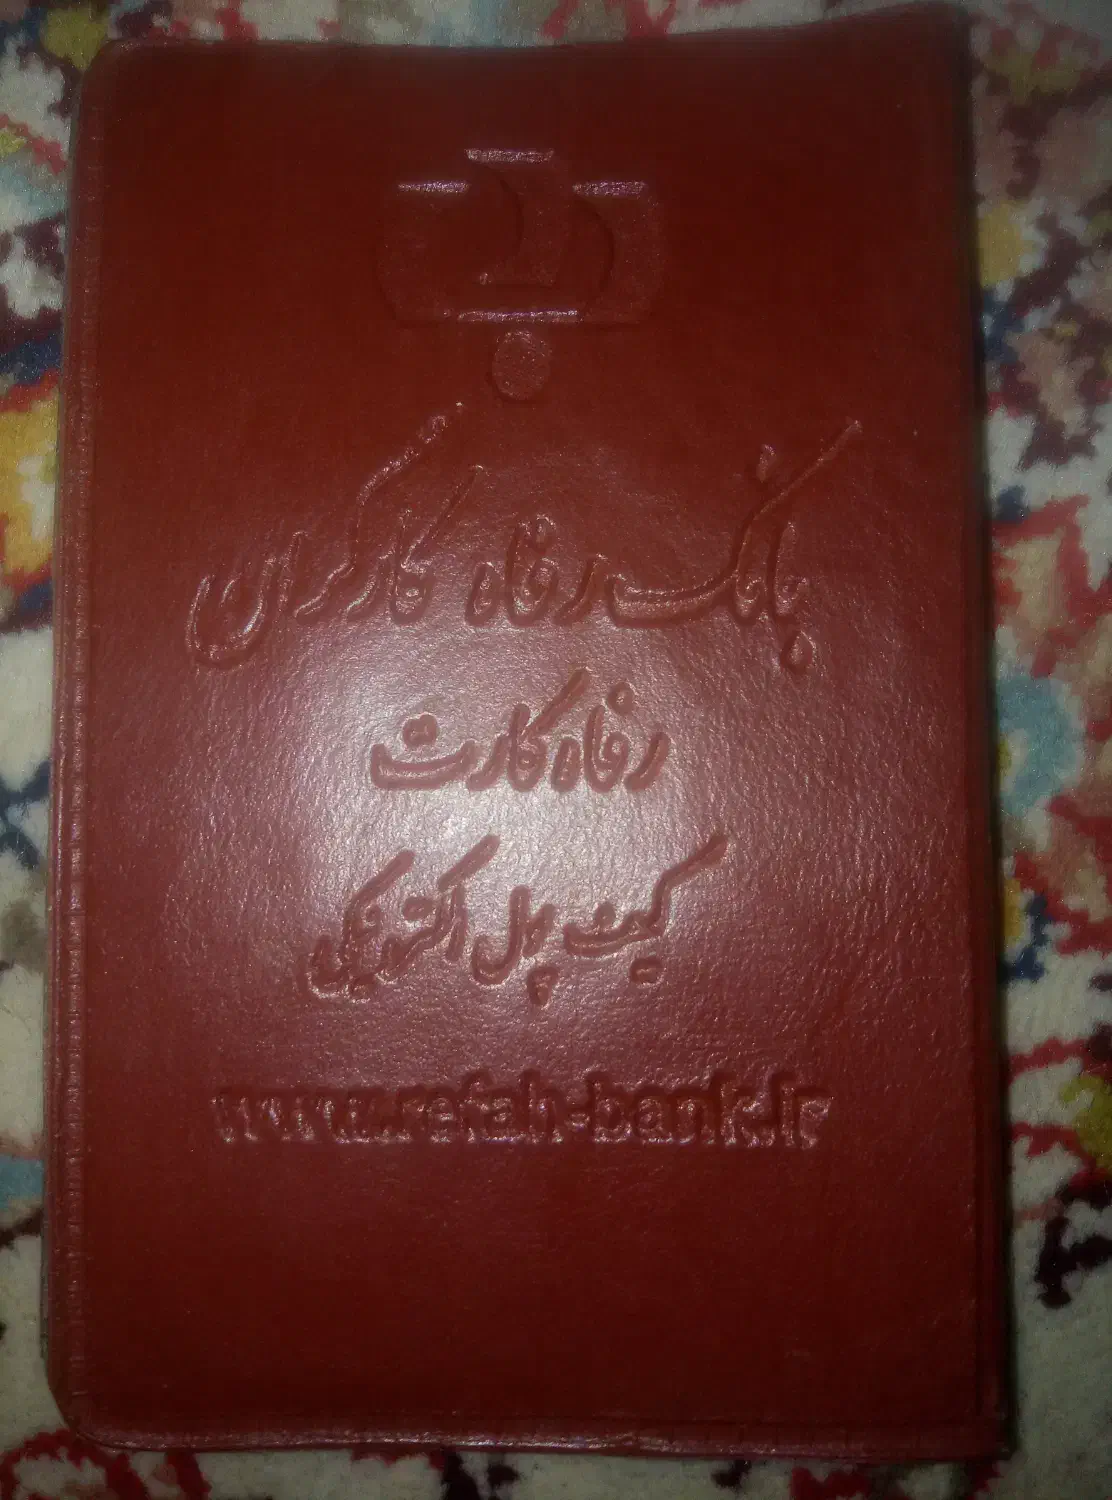 بانک رفاه کارگران
رفاه کارت
کیف پول الکترونیکی
www.refah-bank.ir